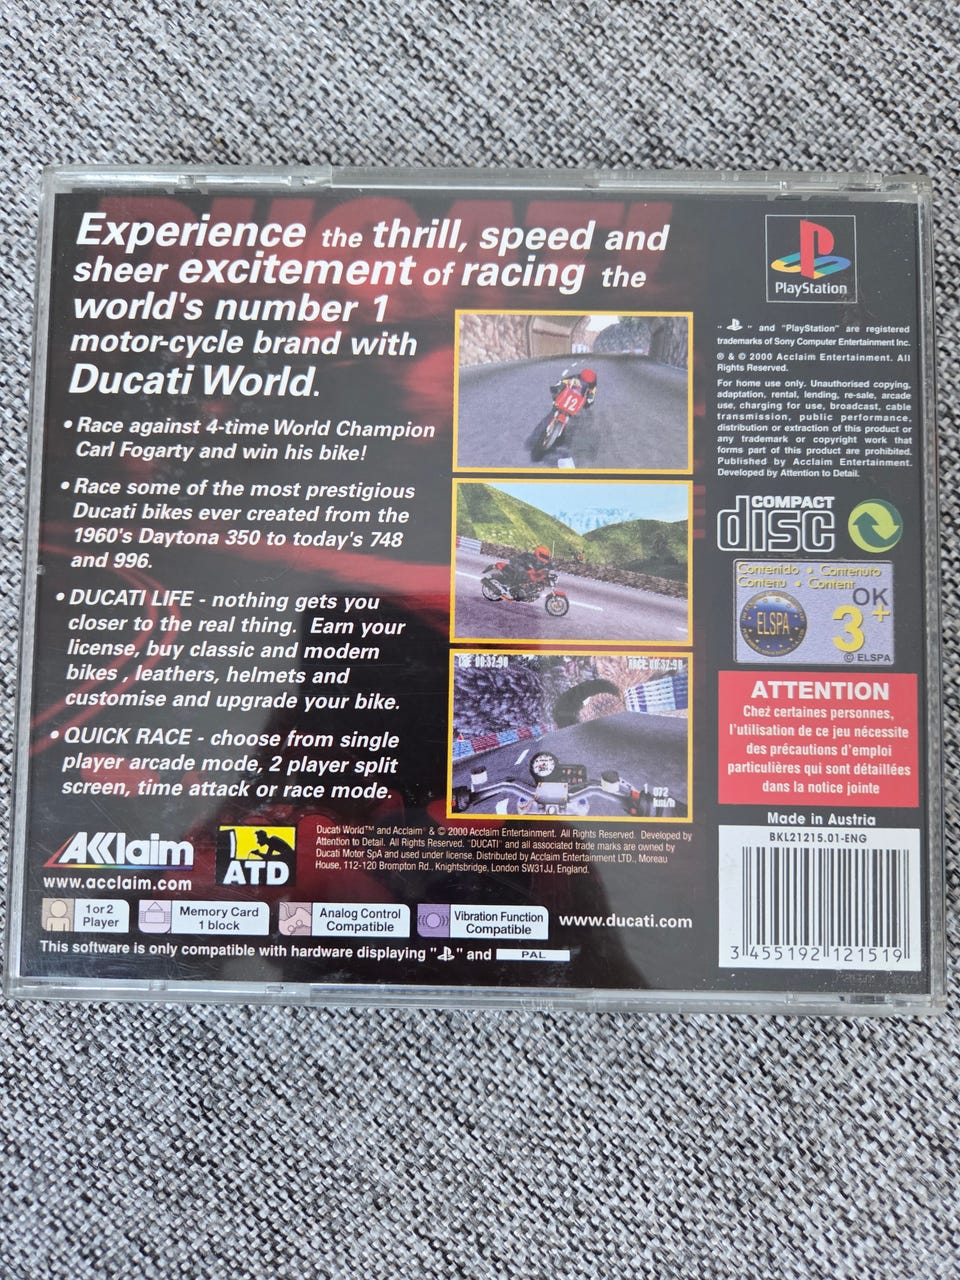 Experience the thrill, speed and
sheer excitement of racing the
world's number 1
motor-cycle brand with
Ducati World.
• Race against 4-time World Champion
Carl Fogarty and win his bike!
• Race some of the most prestigious
Ducati bikes ever created from the
1960's Daytona 350 to today's 748
and 996.
• DUCATI LIFE - nothing gets you
closer to the real thing. Earn your
license, buy classic and modern
bikes , leathers, helmets and
customise and upgrade your bike.
• QUICK RACE - choose from single
player arcade mode, 2 player split
screen, time attack or race mode.
12
RACE 00:37:90
1 072
km/h
PlayStation
" " and "PlayStation" are registered
trademarks of Sony Computer Entertainment Inc.
® & © 2000 Acclaim Entertainment. All
Rights Reserved.
For home use only. Unauthorised copying,
adaptation, rental, lending, re-sale, arcade
use, charging for use, broadcast, cable
transmission, public performance,
distribution or extraction of this product or
any trademark or copyright work that
forms part of this product are prohibited.
Published by Acclaim Entertainment.
Developed by Attention to Detail.
COMPACT
disc
Contenido • Contenuto
Contenu • Content
OK
ELSPA
3+
© ELSPA
ATTENTION
Chez certaines personnes,
l'utilisation de ce jeu nécessite
des précautions d'emploi
particulières qui sont détaillées
dans la notice jointe
Made in Austria
BKL21215.01-ENG
3 455192 121519
AKKlaim
www.acclaim.com
ATD
Ducati World™ and Acclaim ® & © 2000 Acclaim Entertainment. All Rights Reserved. Developed by
Attention to Detail. All Rights Reserved. "DUCATI" and all associated trade marks are owned by
Ducati Motor SpA and used under license. Distributed by Acclaim Entertainment LTD., Moreau
House, 112-120 Brompton Rd., Knightsbridge, London SW31JJ, England.
1 or 2
Player
Memory Card
1 block
Analog Control
Compatible
Vibration Function
Compatible
www.ducati.com
This software is only compatible with hardware displaying " " and PAL